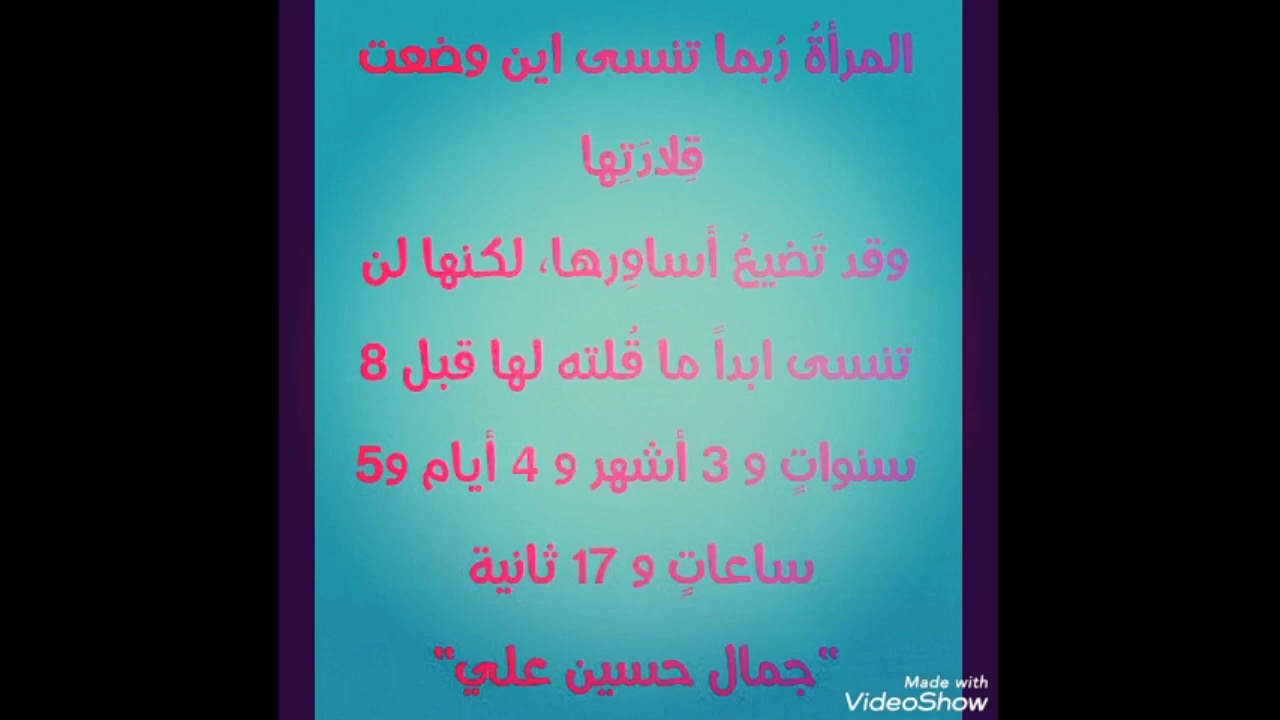 المرأةُ رُبما تنسى اين وضعت
قِلادَتِها
وقد تَضيعُ أساوِرها، لكنها لن
تنسى ابداً ما قُلته لها قبل 8
سنواتٍ و 3 أشهر و 4 أيام و5
ساعاتٍ و 17 ثانية
"جمال حسين علي"
Made with
VideoShow